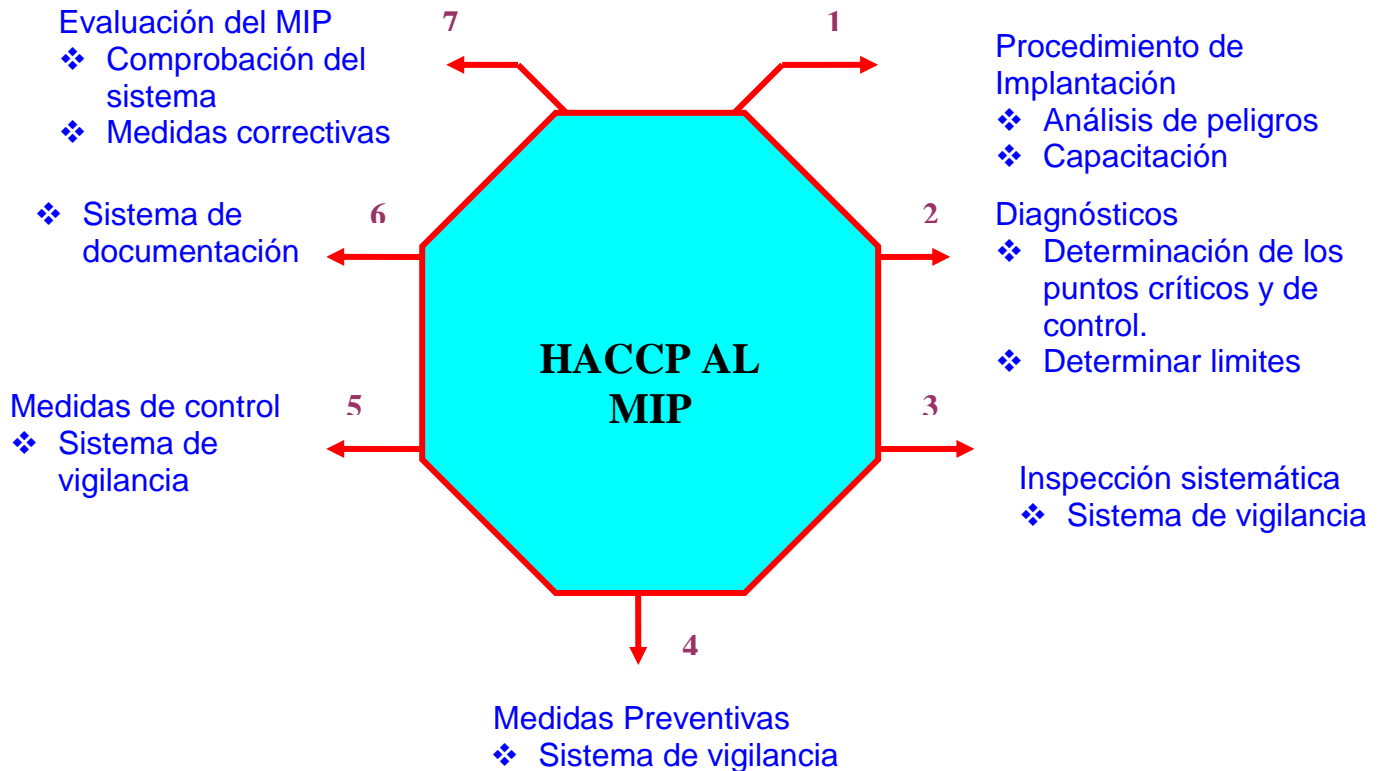 HACCP AL
MIP
1
Procedimiento de
Implantación
❖ Análisis de peligros
❖ Capacitación
2
Diagnósticos
❖ Determinación de los
puntos críticos y de
control.
❖ Determinar limites
3
Inspección sistemática
❖ Sistema de vigilancia
4
Medidas Preventivas
❖ Sistema de vigilancia
5
Medidas de control
❖ Sistema de
vigilancia
6
❖ Sistema de
documentación
7
Evaluación del MIP
❖ Comprobación del
sistema
❖ Medidas correctivas